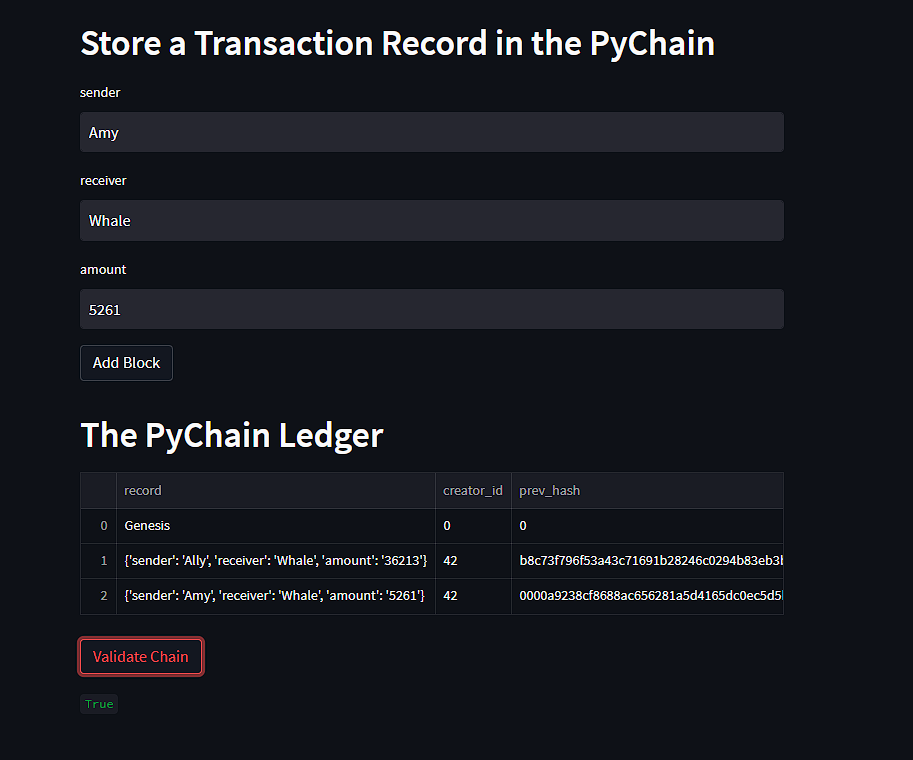 Store a Transaction Record in the PyChain
sender
Amy
receiver
Whale
amount
5261
Add Block
The PyChain Ledger
record creator_id prev_hash
0 Genesis 0 0
1 {'sender': 'Ally', 'receiver': 'Whale', 'amount': '36213'} 42 b8c73f796f53a43c71691b28246c0294b83eb3
2 {'sender': 'Amy', 'receiver': 'Whale', 'amount': '5261'} 42 0000a9238cf8688ac656281a5d4165dc0ec5d5
Validate Chain
True